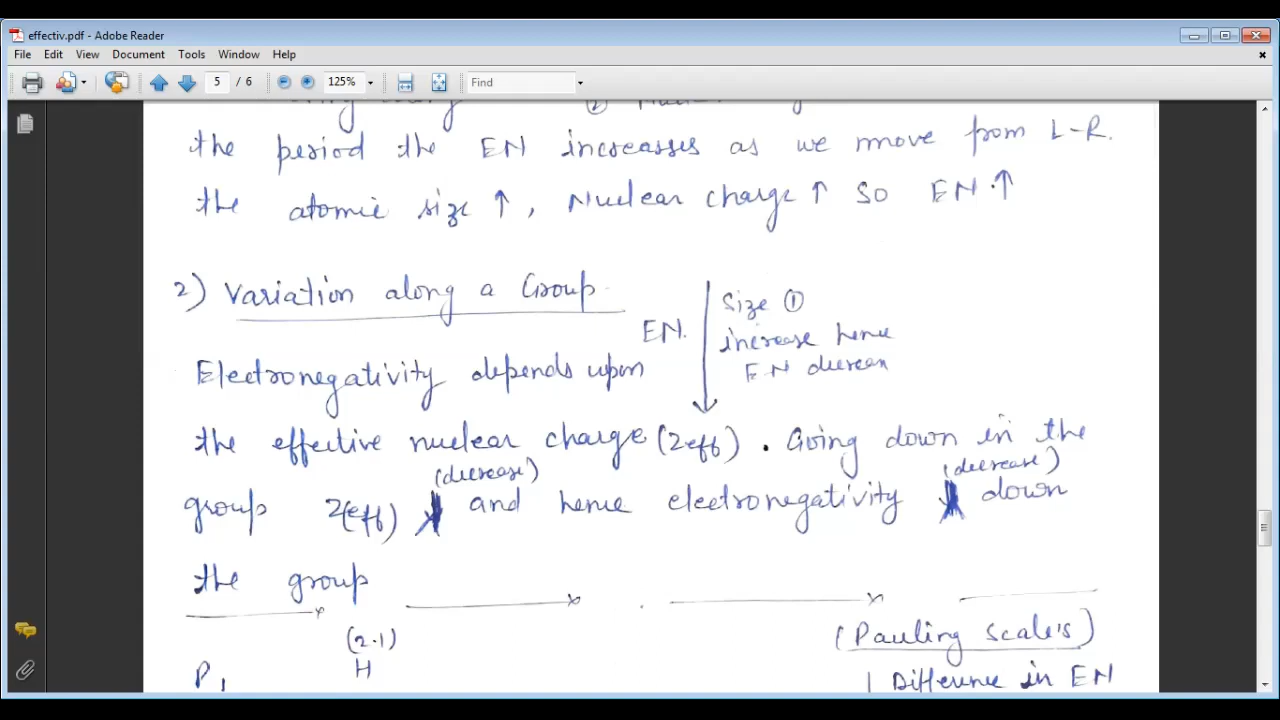 effectiv.pdf - Adobe Reader
File Edit View Document Tools Window Help
5 / 6 125% Find
the period the EN increasses as we move from L-R.
the atomic size ↑, Nuclear charge ↑ So EN ↑
2) Variation along a Group
EN.
Size ①
increase hence
EN decrean
Electronegativity depends upon
the effective nuclear charge (Zeff). Going down in the
(decrease) (decrease)
group Z(eff) and hence electronegativity down
the group
(2.1)
H
(Pauling Scale's)
Difference in EN